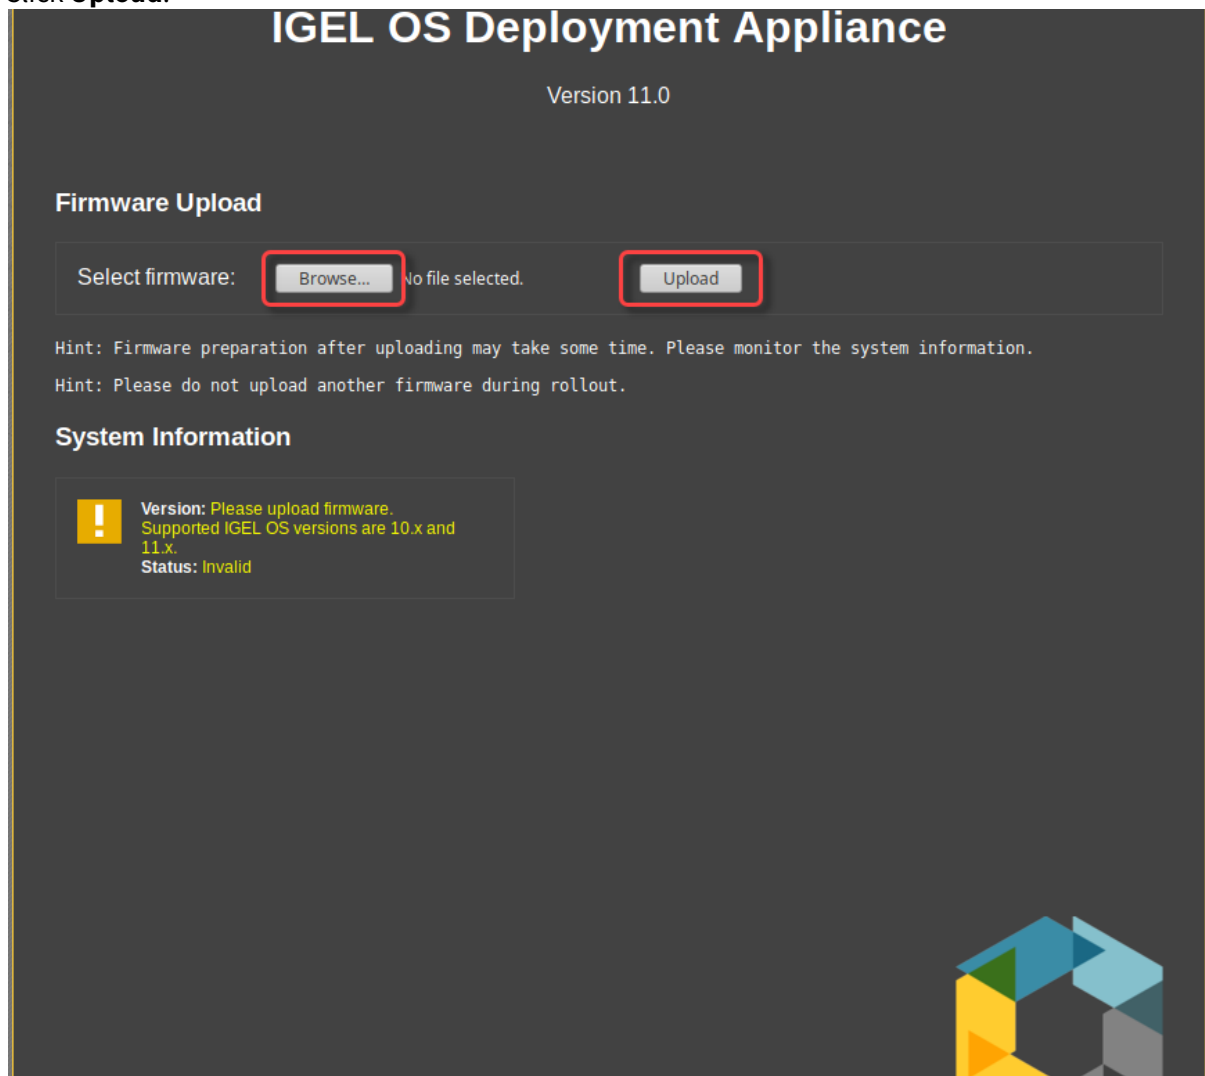 Click Upload.
IGEL OS Deployment Appliance
Version 11.0
Firmware Upload
Select firmware: Browse... No file selected. Upload
Hint: Firmware preparation after uploading may take some time. Please monitor the system information.
Hint: Please do not upload another firmware during rollout.
System Information
Version: Please upload firmware.
Supported IGEL OS versions are 10.x and
11.x.
Status: Invalid